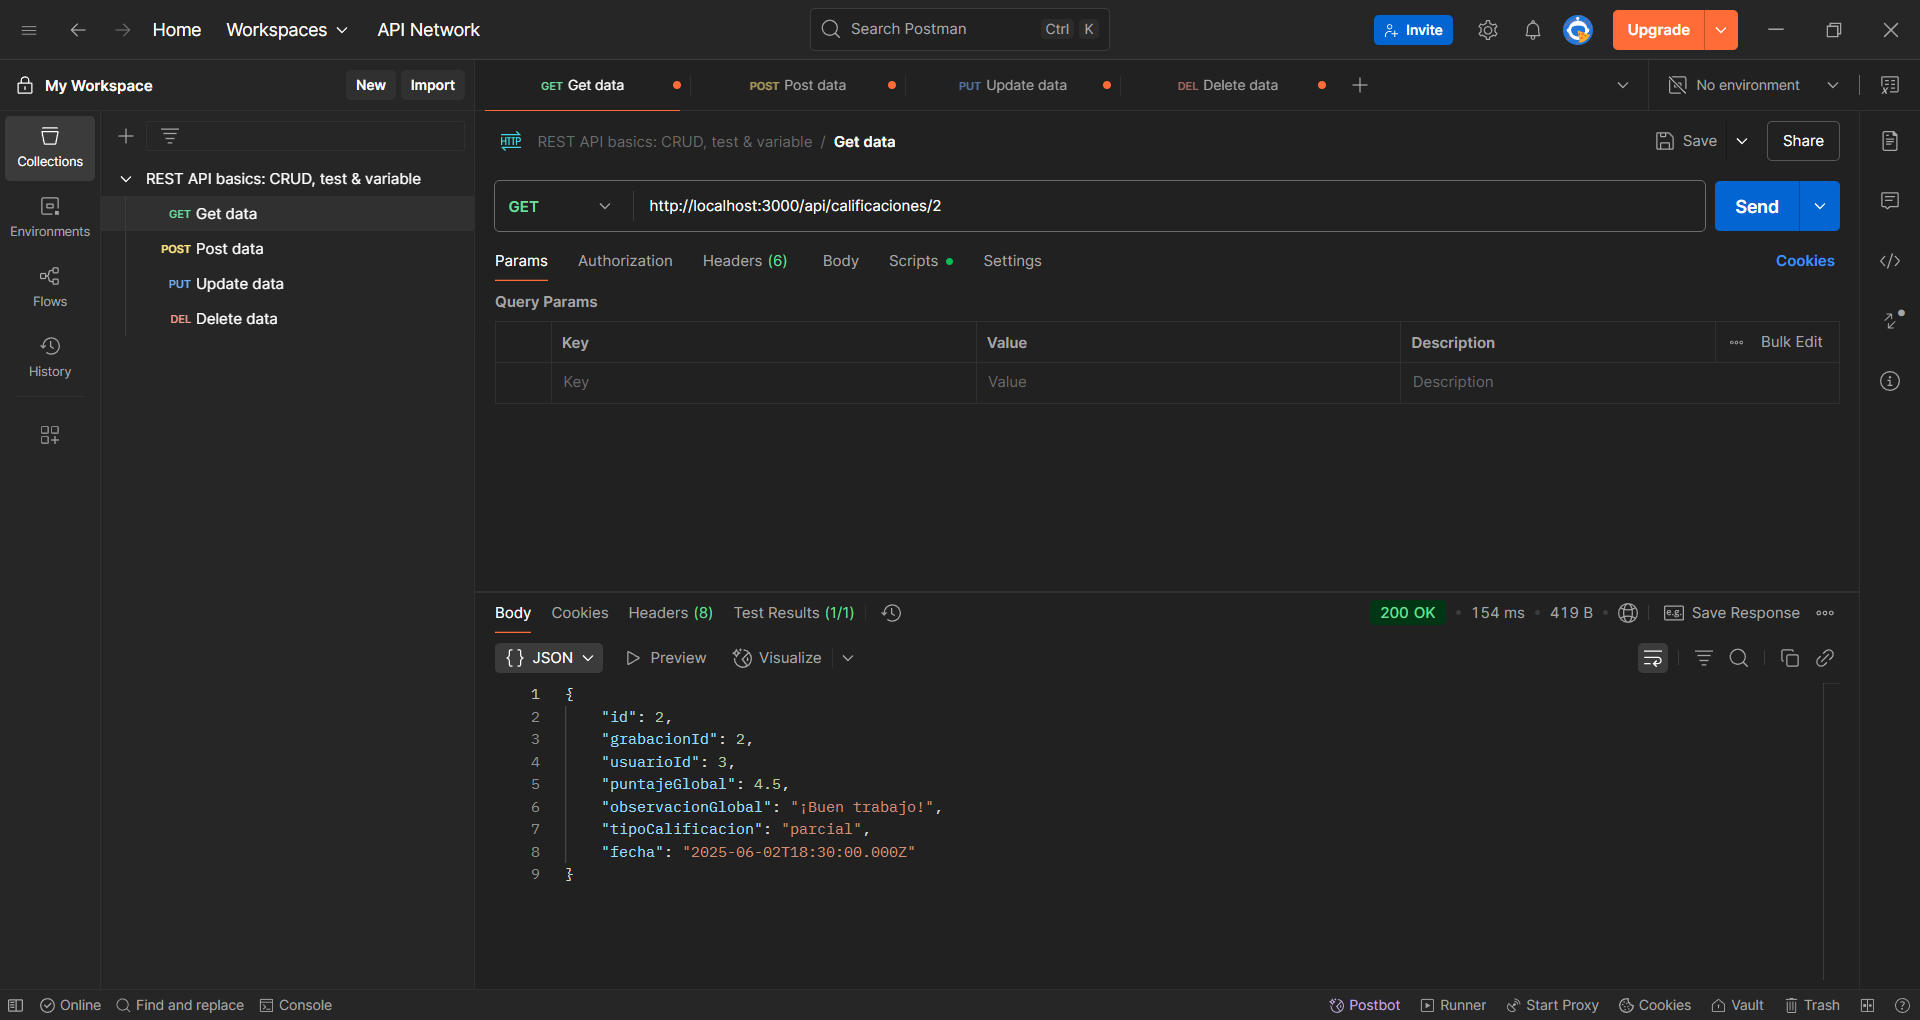 Home Workspaces API Network Search Postman Ctrl K Invite Upgrade
My Workspace New Import GET Get data POST Post data PUT Update data DEL Delete data No environment
HTTP REST API basics: CRUD, test & variable / Get data Save Share
Collections
Environments
Flows
History
REST API basics: CRUD, test & variable
GET Get data
POST Post data
PUT Update data
DEL Delete data
GET http://localhost:3000/api/calificaciones/2 Send
Params Authorization Headers (6) Body Scripts Settings Cookies
Query Params
Key Value Description Bulk Edit
Key Value Description
Body Cookies Headers (8) Test Results (1/1) 200 OK 154 ms 419 B e.g. Save Response
{} JSON Preview Visualize
1 {
2 "id": 2,
3 "grabacionId": 2,
4 "usuarioId": 3,
5 "puntajeGlobal": 4.5,
6 "observacionGlobal": "¡Buen trabajo!",
7 "tipoCalificacion": "parcial",
8 "fecha": "2025-06-02T18:30:00.000Z"
9 }
Online Find and replace Console Postbot Runner Start Proxy Cookies Vault Trash